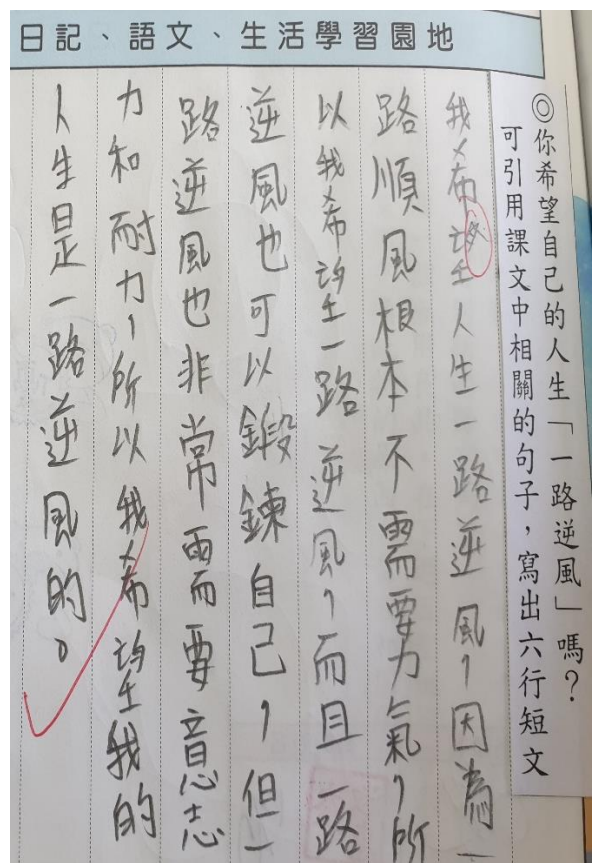 日記、語文、生活學習園地
◎你希望自己的人生「一路逆風」嗎?
可引用課文中相關的句子,寫出六行短文
我希望人生一路逆風,因為一
路順風根本不需要力氣,所
以我希望一路逆風,而且一路
逆風也可以鍛鍊自己,但一
路逆風也非常需要意志
力和耐力,所以我希望我的
人生是一路逆風的。